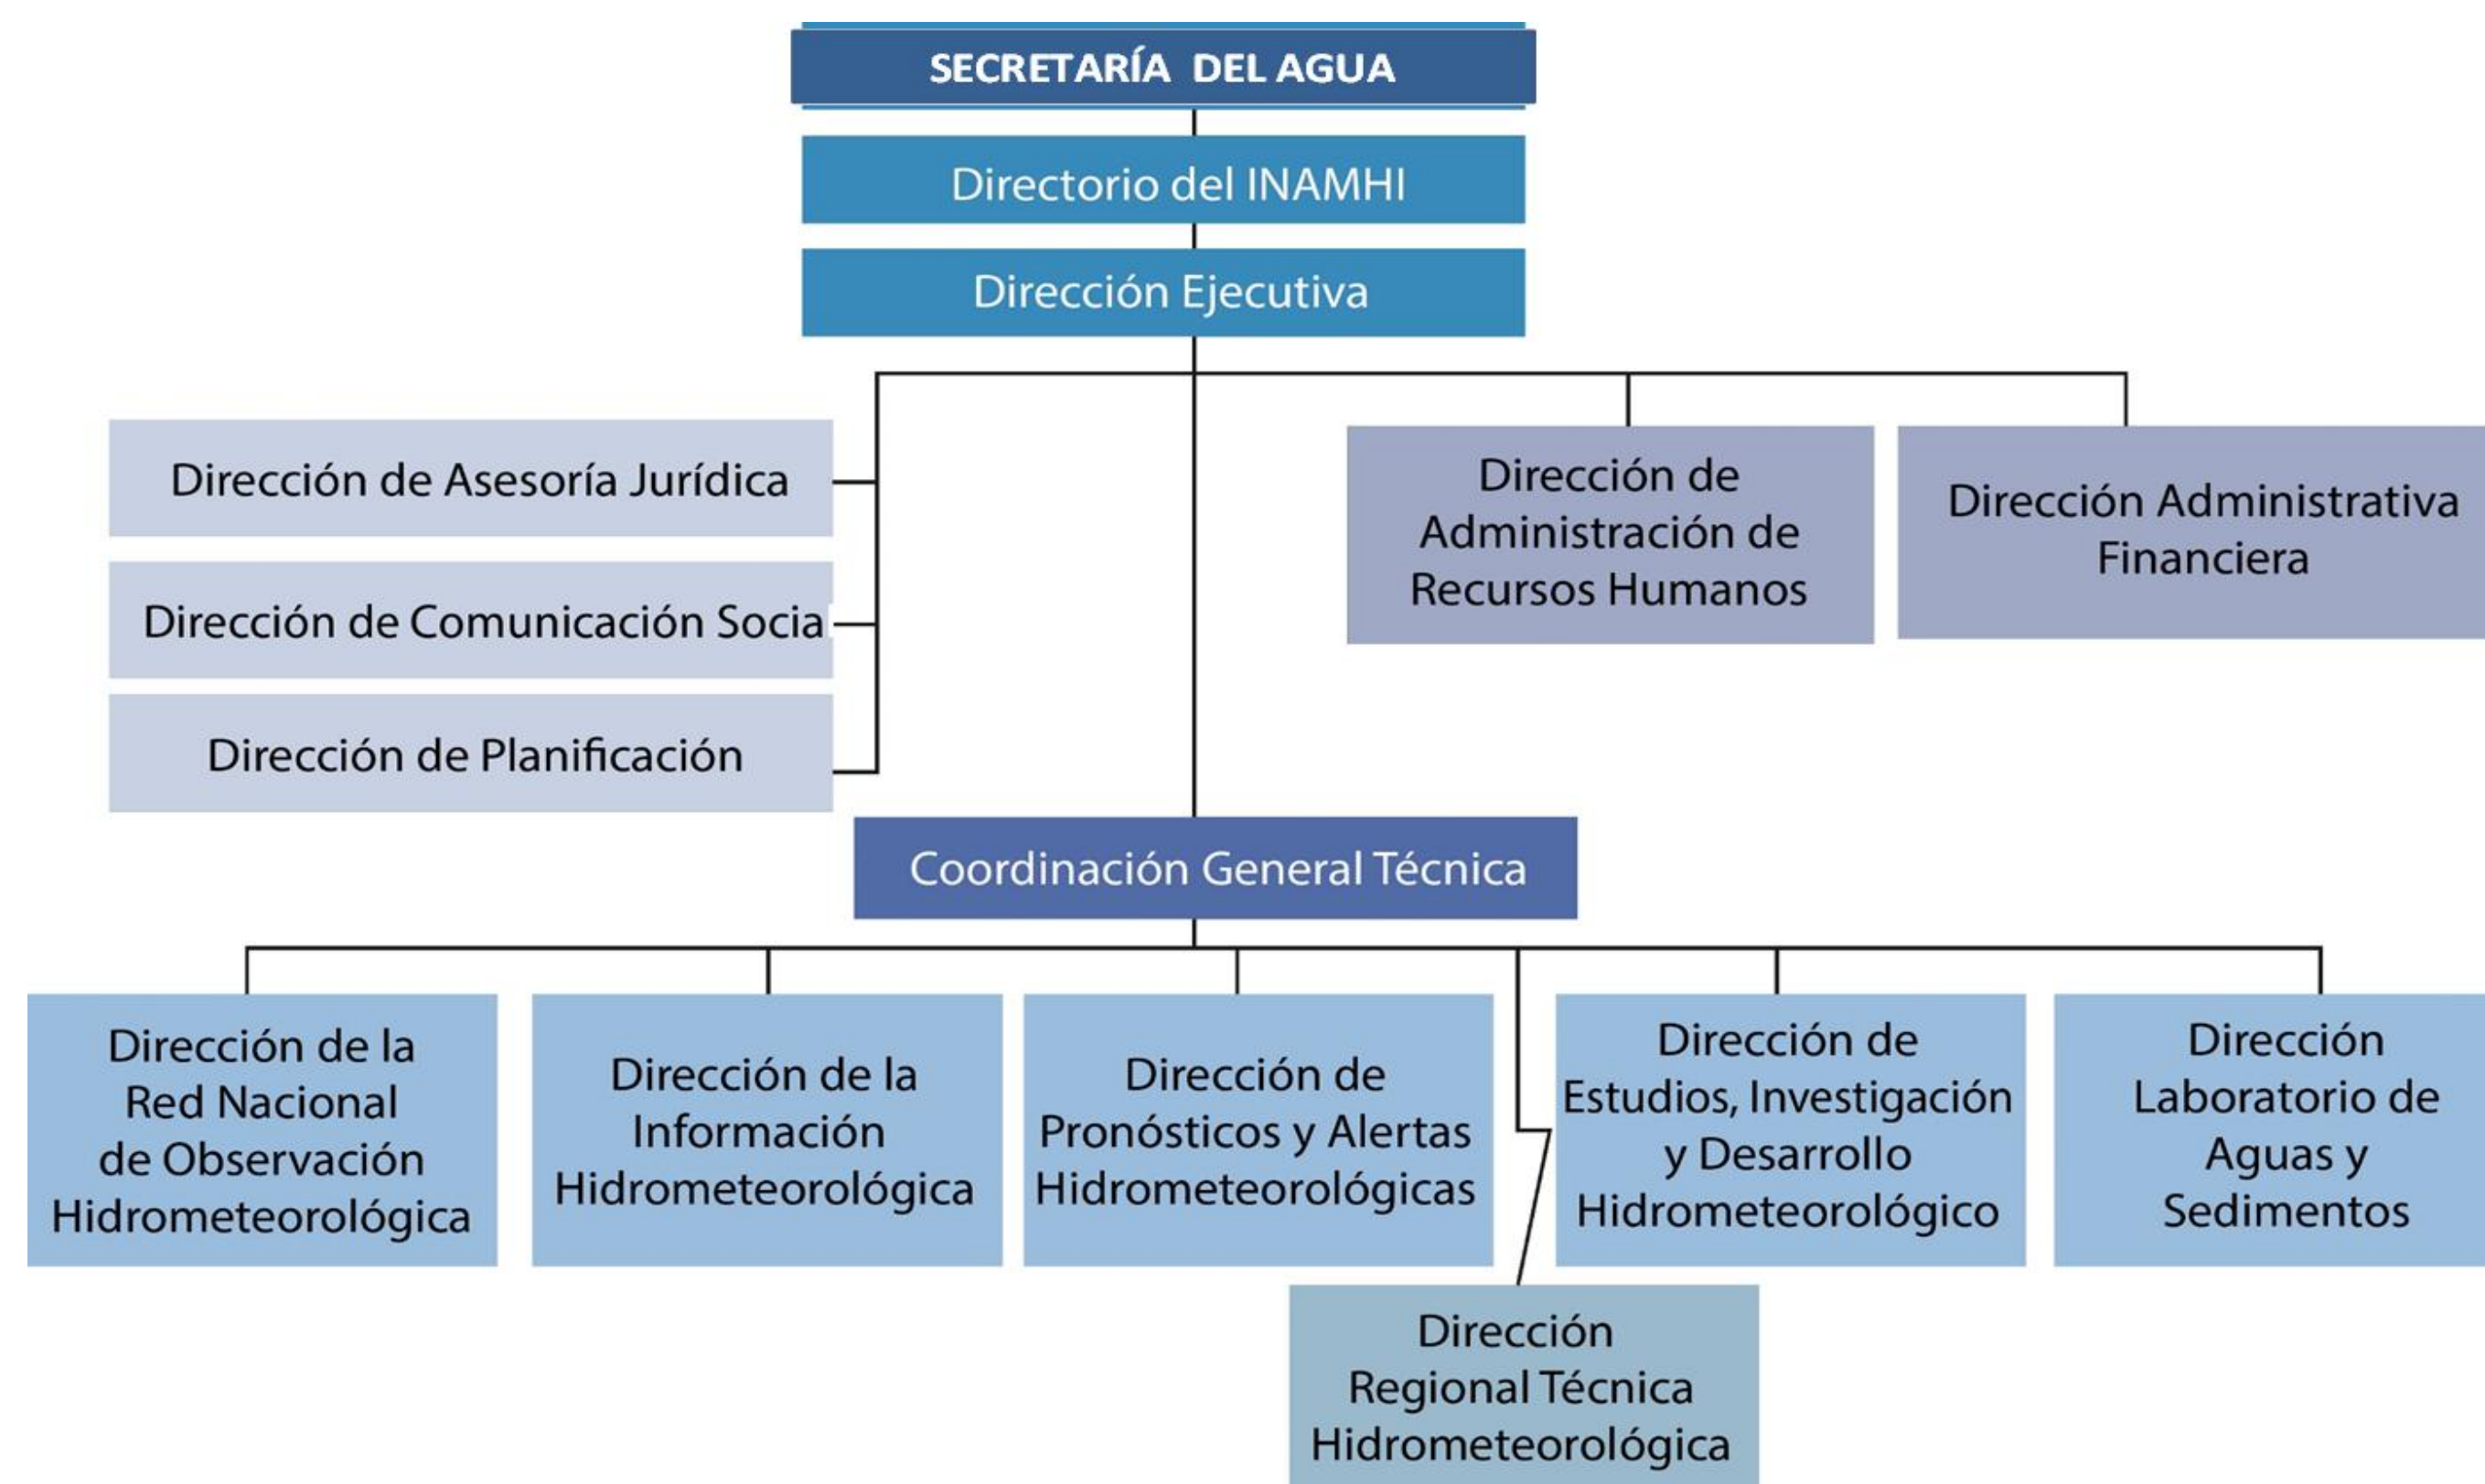 SECRETARÍA DEL AGUA
Directorio del INAMHI
Dirección Ejecutiva
Dirección de Asesoría Jurídica
Dirección de Comunicación Socia
Dirección de Planificación
Dirección de
Administración de
Recursos Humanos
Dirección Administrativa
Financiera
Coordinación General Técnica
Dirección de la
Red Nacional
de Observación
Hidrometeorológica
Dirección de la
Información
Hidrometeorológica
Dirección de
Pronósticos y Alertas
Hidrometeorológicas
Dirección de
Estudios, Investigación
y Desarrollo
Hidrometeorológico
Dirección
Laboratorio de
Aguas y
Sedimentos
Dirección
Regional Técnica
Hidrometeorológica